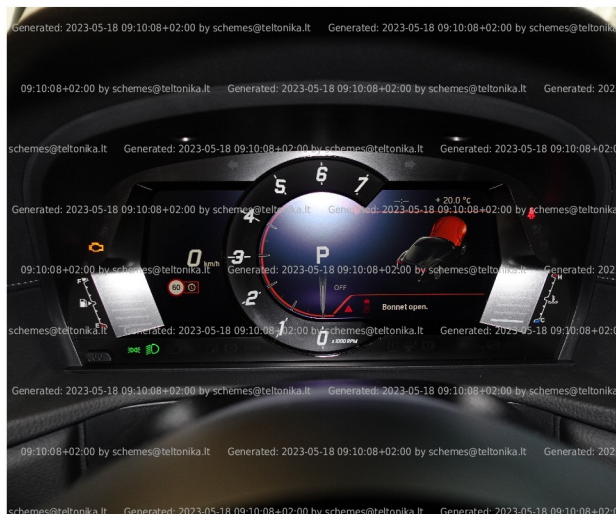 Generated: 2023-05-18 09:10:08+02:00 by schemes@teltonika.lt Generated: 2023-05-18 09:10:08+02:00 by schemes@teltonika
09:10:08+02:00 by schemes@teltonika.lt Generated: 2023-05-18 09:10:08+02:00 by schemes@teltonika.lt Generated: 202
schemes@teltonika.lt Generated: 2023-05-18 09:10:08+02:00 by schemes@teltonika.lt Generated: 2023-05-18 09:10:08+02:0
6
5 7
+ 20.0 °C
Generated: 2023-05-18 09:10:08+02:00 by schemes@teltonika.lt Generated: 2023-05-18 09:10:08+02:00 by schemes@teltonika
4
0 km/h 3 P
09:10:08+02:00 by schemes@teltonika.lt Generated: 2023-05-18 09:10:08+02:00 by schemes@teltonika.lt Generated: 202
F H
60 OFF
2 Bonnet open.
E C
schemes@teltonika.lt Generated: 2023-05-18 09:10:08+02:00 by schemes@teltonika.lt Generated: 2023-05-18 09:10:08+02:0
1 0 x 1000 RPM
Generated: 2023-05-18 09:10:08+02:00 by schemes@teltonika.lt Generated: 2023-05-18 09:10:08+02:00 by schemes@teltonika
09:10:08+02:00 by schemes@teltonika.lt Generated: 2023-05-18 09:10:08+02:00 by schemes@teltonika.lt Generated: 202
schemes@teltonika.lt Generated: 2023-05-18 09:10:08+02:00 by schemes@teltonika.lt Generated: 2023-05-18 09:10:08+02:0